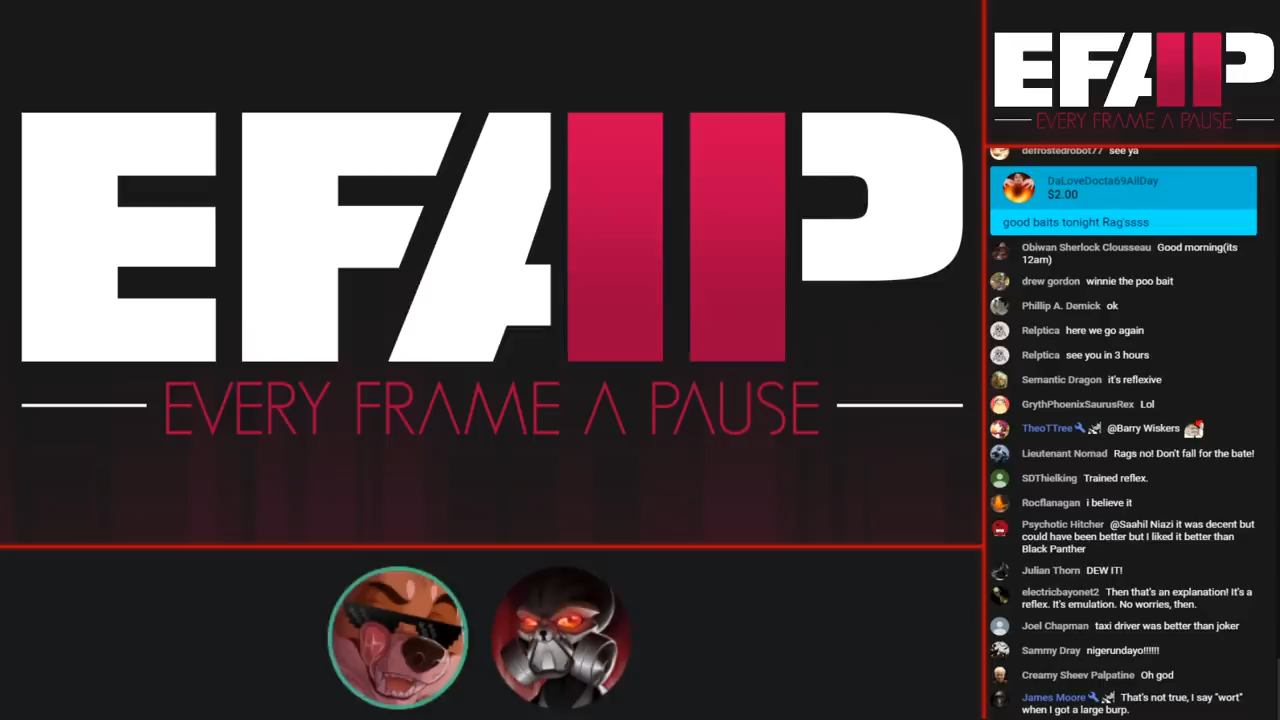 EFAP
EVERY FRAME A PAUSE
EFAP
EVERY FRAME A PAUSE
defrostedrobot77 see ya
DaLoveDocta69AllDay
$2.00
good baits tonight Rag'ssss
Obiwan Sherlock Clousseau Good morning(its
12am)
drew gordon winnie the poo bait
Phillip A. Demick ok
Relptica here we go again
Relptica see you in 3 hours
Semantic Dragon it's reflexive
GrythPhoenixSaurusRex Lol
TheoTTree @Barry Wiskers
Lieutenant Nomad Rags no! Don't fall for the bate!
SDThielking Trained reflex.
Rocflanagan i believe it
Psychotic Hitcher @Saahil Niazi it was decent but
could have been better but I liked it better than
Black Panther
Julian Thorn DEW IT!
electricbayonet2 Then that's an explanation! It's a
reflex. It's emulation. No worries, then.
Joel Chapman taxi driver was better than joker
Sammy Dray nigerundayo!!!!!!
Creamy Sheev Palpatine Oh god
James Moore That's not true, I say "wort"
when I got a large burp.